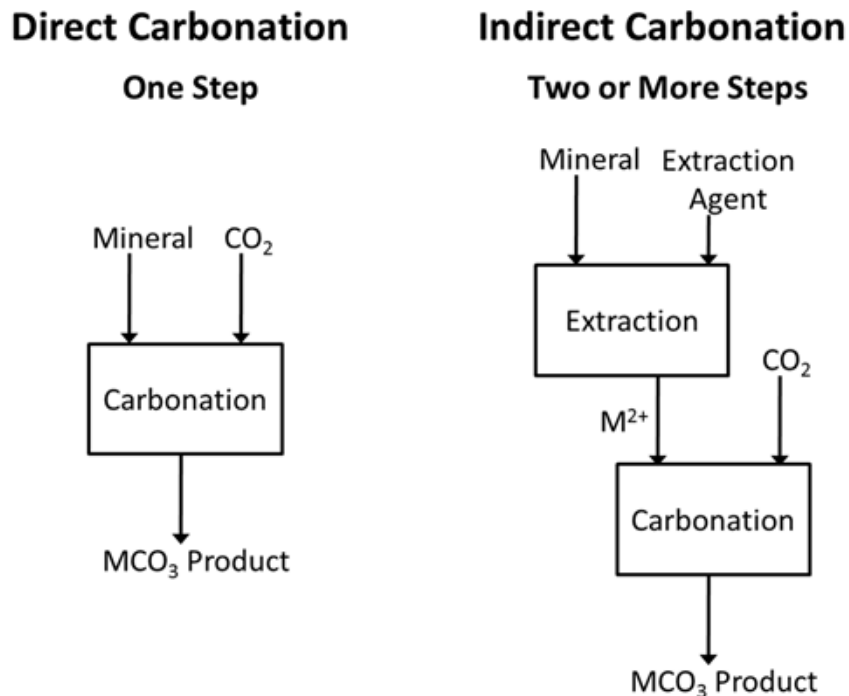 Direct Carbonation
One Step
Mineral CO₂
Carbonation
MCO₃ Product
Indirect Carbonation
Two or More Steps
Mineral Extraction
Agent
Extraction
CO₂
M²⁺
Carbonation
MCO₃ Product